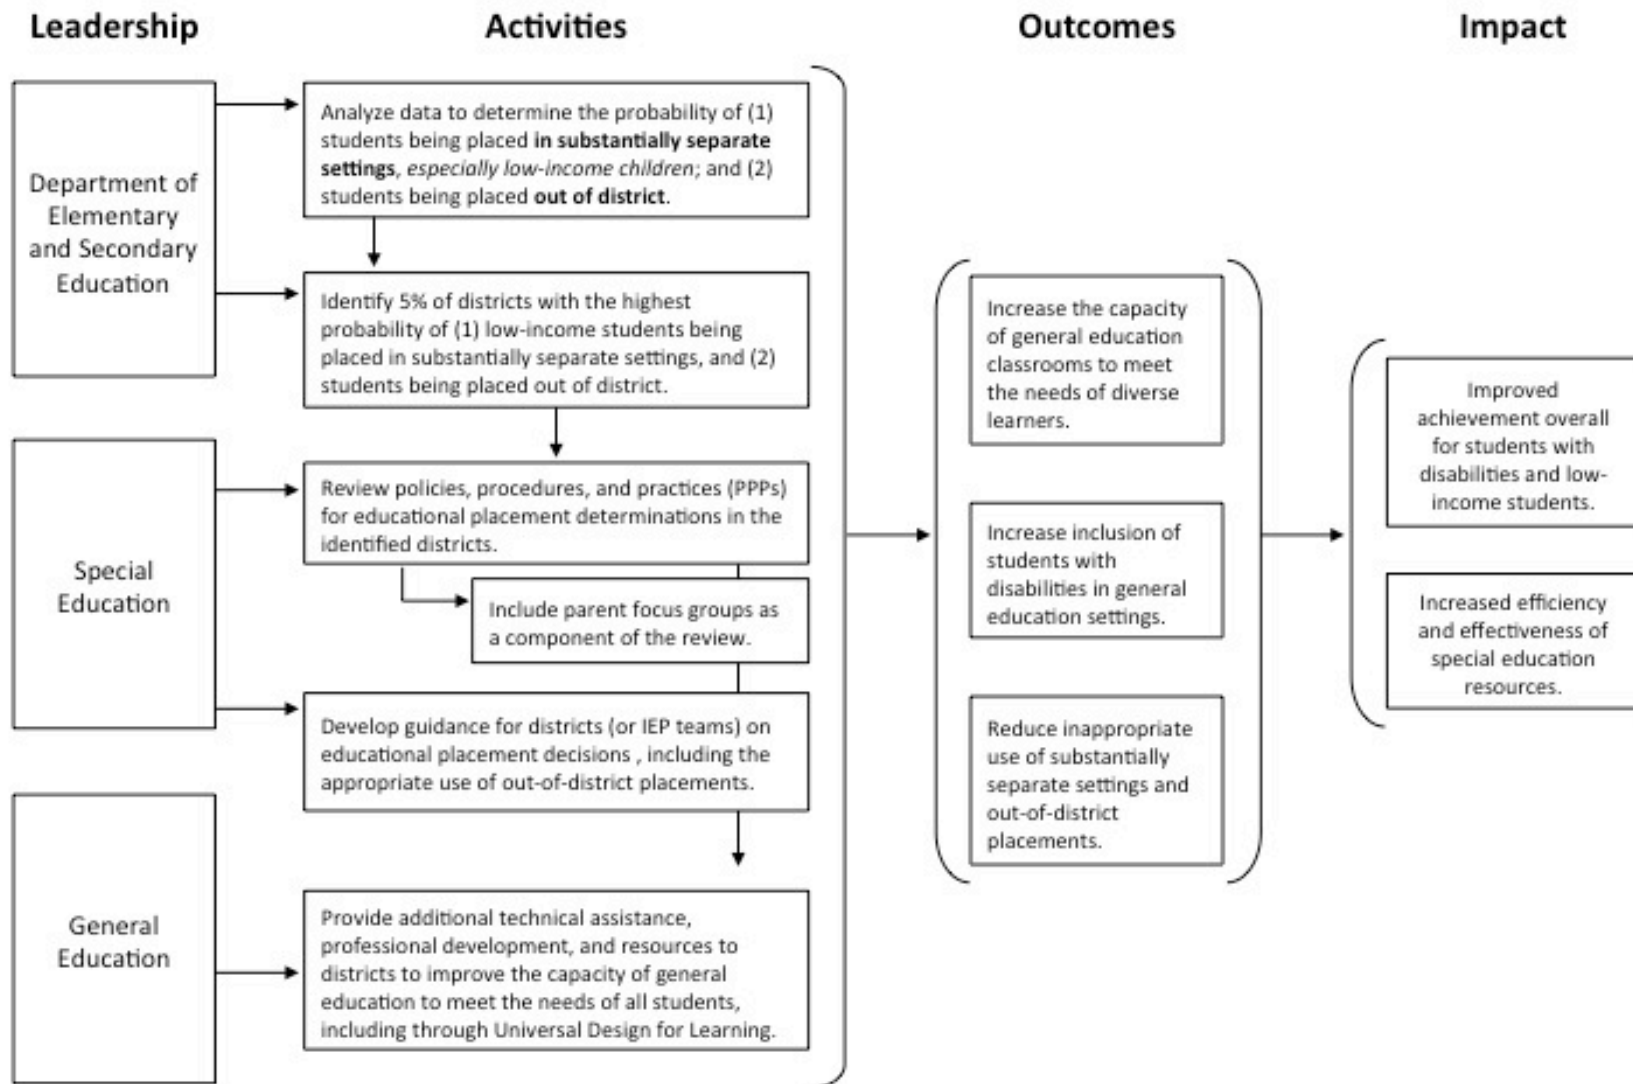 Leadership
Activities
Outcomes
Impact
Department of
Elementary
and Secondary
Education
Special
Education
General
Education
Analyze data to determine the probability of (1)
students being placed in substantially separate
settings, especially low-income children; and (2)
students being placed out of district.
Identify 5% of districts with the highest
probability of (1) low-income students being
placed in substantially separate settings, and (2)
students being placed out of district.
Review policies, procedures, and practices (PPPs)
for educational placement determinations in the
identified districts.
Include parent focus groups as
a component of the review.
Develop guidance for districts (or IEP teams) on
educational placement decisions , including the
appropriate use of out-of-district placements.
Provide additional technical assistance,
professional development, and resources to
districts to improve the capacity of general
education to meet the needs of all students,
including through Universal Design for Learning.
Increase the capacity
of general education
classrooms to meet
the needs of diverse
learners.
Increase inclusion of
students with
disabilities in general
education settings.
Reduce inappropriate
use of substantially
separate settings and
out-of-district
placements.
Improved
achievement overall
for students with
disabilities and low-
income students.
Increased efficiency
and effectiveness of
special education
resources.